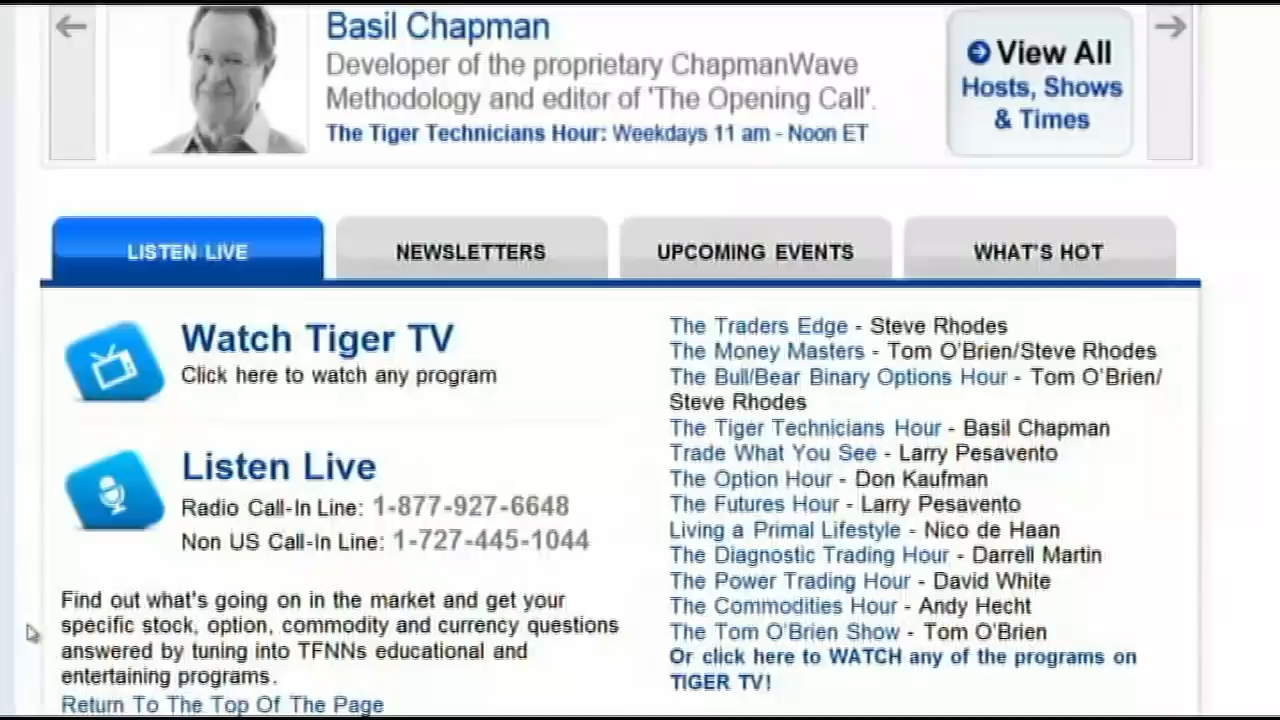 Basil Chapman
Developer of the proprietary ChapmanWave
Methodology and editor of 'The Opening Call'.
The Tiger Technicians Hour: Weekdays 11 am - Noon ET
View All
Hosts, Shows
& Times
LISTEN LIVE
NEWSLETTERS
UPCOMING EVENTS
WHAT'S HOT
Watch Tiger TV
Click here to watch any program
Listen Live
Radio Call-In Line: 1-877-927-6648
Non US Call-In Line: 1-727-445-1044
Find out what's going on in the market and get your
specific stock, option, commodity and currency questions
answered by tuning into TFNNs educational and
entertaining programs.
Return To The Top Of The Page
The Traders Edge - Steve Rhodes
The Money Masters - Tom O'Brien/Steve Rhodes
The Bull/Bear Binary Options Hour - Tom O'Brien/
Steve Rhodes
The Tiger Technicians Hour - Basil Chapman
Trade What You See - Larry Pesavento
The Option Hour - Don Kaufman
The Futures Hour - Larry Pesavento
Living a Primal Lifestyle - Nico de Haan
The Diagnostic Trading Hour - Darrell Martin
The Power Trading Hour - David White
The Commodities Hour - Andy Hecht
The Tom O'Brien Show - Tom O'Brien
Or click here to WATCH any of the programs on
TIGER TV!